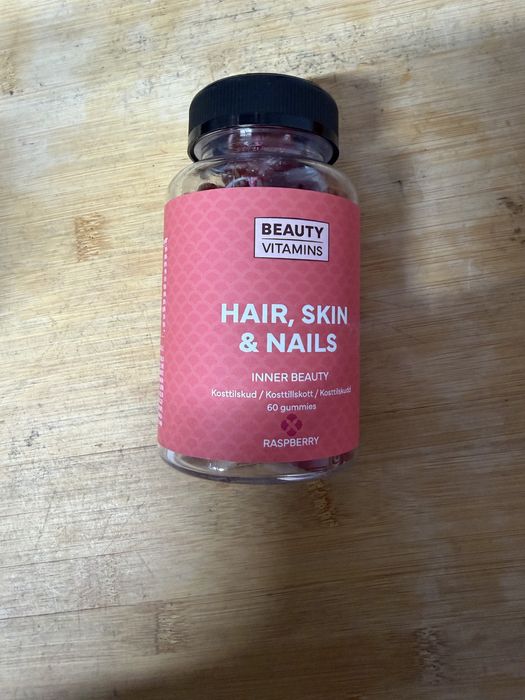 BEAUTY
VITAMINS
HAIR, SKIN
& NAILS
INNER BEAUTY
Kosttilskud / Kosttillskott / Kosttilskudd
60 gummies
RASPBERRY